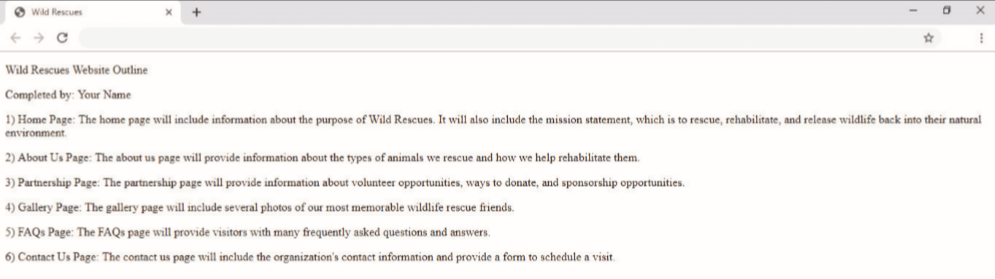 Wild Rescues
Wild Rescues Website Outline
Completed by: Your Name
1) Home Page: The home page will include information about the purpose of Wild Rescues. It will also include the mission statement, which is to rescue, rehabilitate, and release wildlife back into their natural
environment.
2) About Us Page: The about us page will provide information about the types of animals we rescue and how we help rehabilitate them.
3) Partnership Page: The partnership page will provide information about volunteer opportunities, ways to donate, and sponsorship opportunities.
4) Gallery Page: The gallery page will include several photos of our most memorable wildlife rescue friends.
5) FAQs Page: The FAQs page will provide visitors with many frequently asked questions and answers.
6) Contact Us Page: The contact us page will include the organization's contact information and provide a form to schedule a visit.